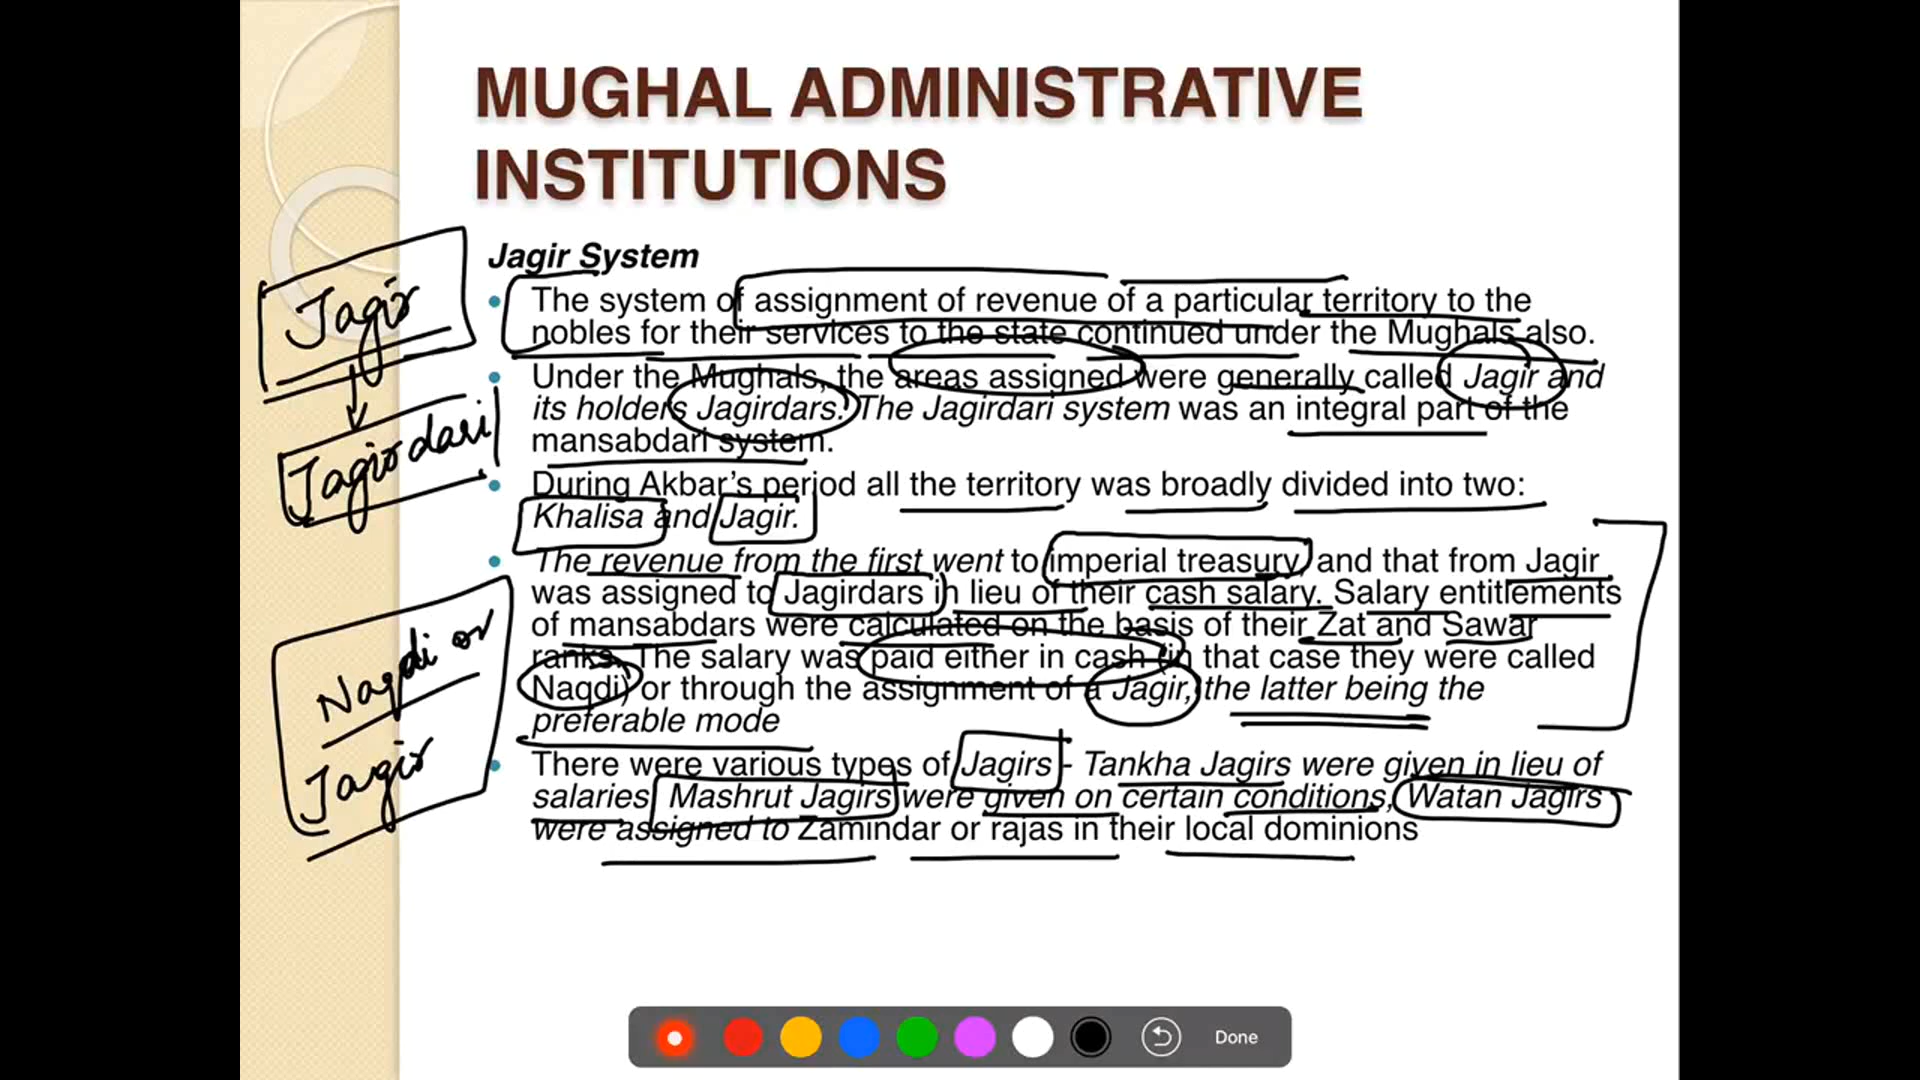 MUGHAL ADMINISTRATIVE
INSTITUTIONS
Jagir System
The system of assignment of revenue of a particular territory to the
nobles for their services to the state continued under the Mughals also.
Under the Mughals, the areas assigned were generally called Jagir and
its holders Jagirdars. The Jagirdari system was an integral part of the
mansabdari system.
During Akbar's period all the territory was broadly divided into two:
Khalisa and Jagir.
The revenue from the first went to imperial treasury, and that from Jagir
was assigned to Jagirdars in lieu of their cash salary. Salary entitlements
of mansabdars were calculated on the basis of their Zat and Sawar
ranks. The salary was paid either in cash (in that case they were called
Naqdi) or through the assignment of a Jagir, the latter being the
preferable mode
There were various types of Jagirs - Tankha Jagirs were given in lieu of
salaries, Mashrut Jagirs were given on certain conditions, Watan Jagirs
were assigned to Zamindar or rajas in their local dominions
Jagir
Jagirdari
Naqdi or
Jagir
Done